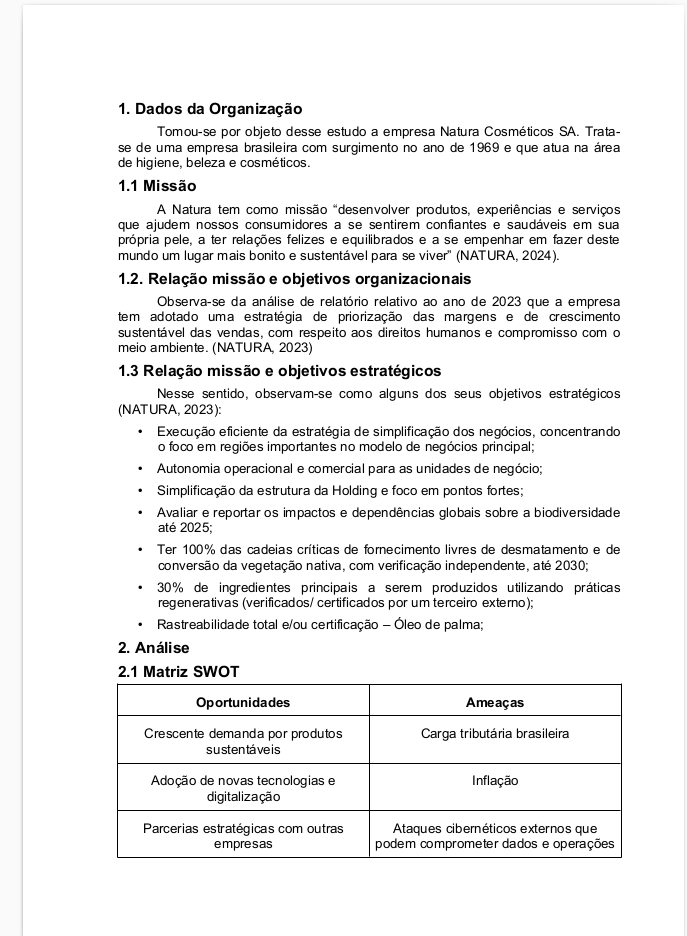 1. Dados da Organização
Tomou-se por objeto desse estudo a empresa Natura Cosméticos SA. Trata-
se de uma empresa brasileira com surgimento no ano de 1969 e que atua na área
de higiene, beleza e cosméticos.
1.1 Missão
A Natura tem como missão “desenvolver produtos, experiências e serviços
que ajudem nossos consumidores a se sentirem confiantes e saudáveis em sua
própria pele, a ter relações felizes e equilibrados e a se empenhar em fazer deste
mundo um lugar mais bonito e sustentável para se viver” (NATURA, 2024).
1.2. Relação missão e objetivos organizacionais
Observa-se da análise de relatório relativo ao ano de 2023 que a empresa
tem adotado uma estratégia de priorização das margens e de crescimento
sustentável das vendas, com respeito aos direitos humanos e compromisso com o
meio ambiente. (NATURA, 2023)
1.3 Relação missão e objetivos estratégicos
Nesse sentido, observam-se como alguns dos seus objetivos estratégicos
(NATURA, 2023):
• Execução eficiente da estratégia de simplificação dos negócios, concentrando
o foco em regiões importantes no modelo de negócios principal;
• Autonomia operacional e comercial para as unidades de negócio;
• Simplificação da estrutura da Holding e foco em pontos fortes;
• Avaliar e reportar os impactos e dependências globais sobre a biodiversidade
até 2025;
• Ter 100% das cadeias críticas de fornecimento livres de desmatamento e de
conversão da vegetação nativa, com verificação independente, até 2030;
• 30% de ingredientes principais a serem produzidos utilizando práticas
regenerativas (verificados/ certificados por um terceiro externo);
• Rastreabilidade total e/ou certificação – Óleo de palma;
2. Análise
2.1 Matriz SWOT
Oportunidades
Ameaças
Crescente demanda por produtos
sustentáveis
Carga tributária brasileira
Adoção de novas tecnologias e
digitalização
Inflação
Parcerias estratégicas com outras
empresas
Ataques cibernéticos externos que
podem comprometer dados e operações